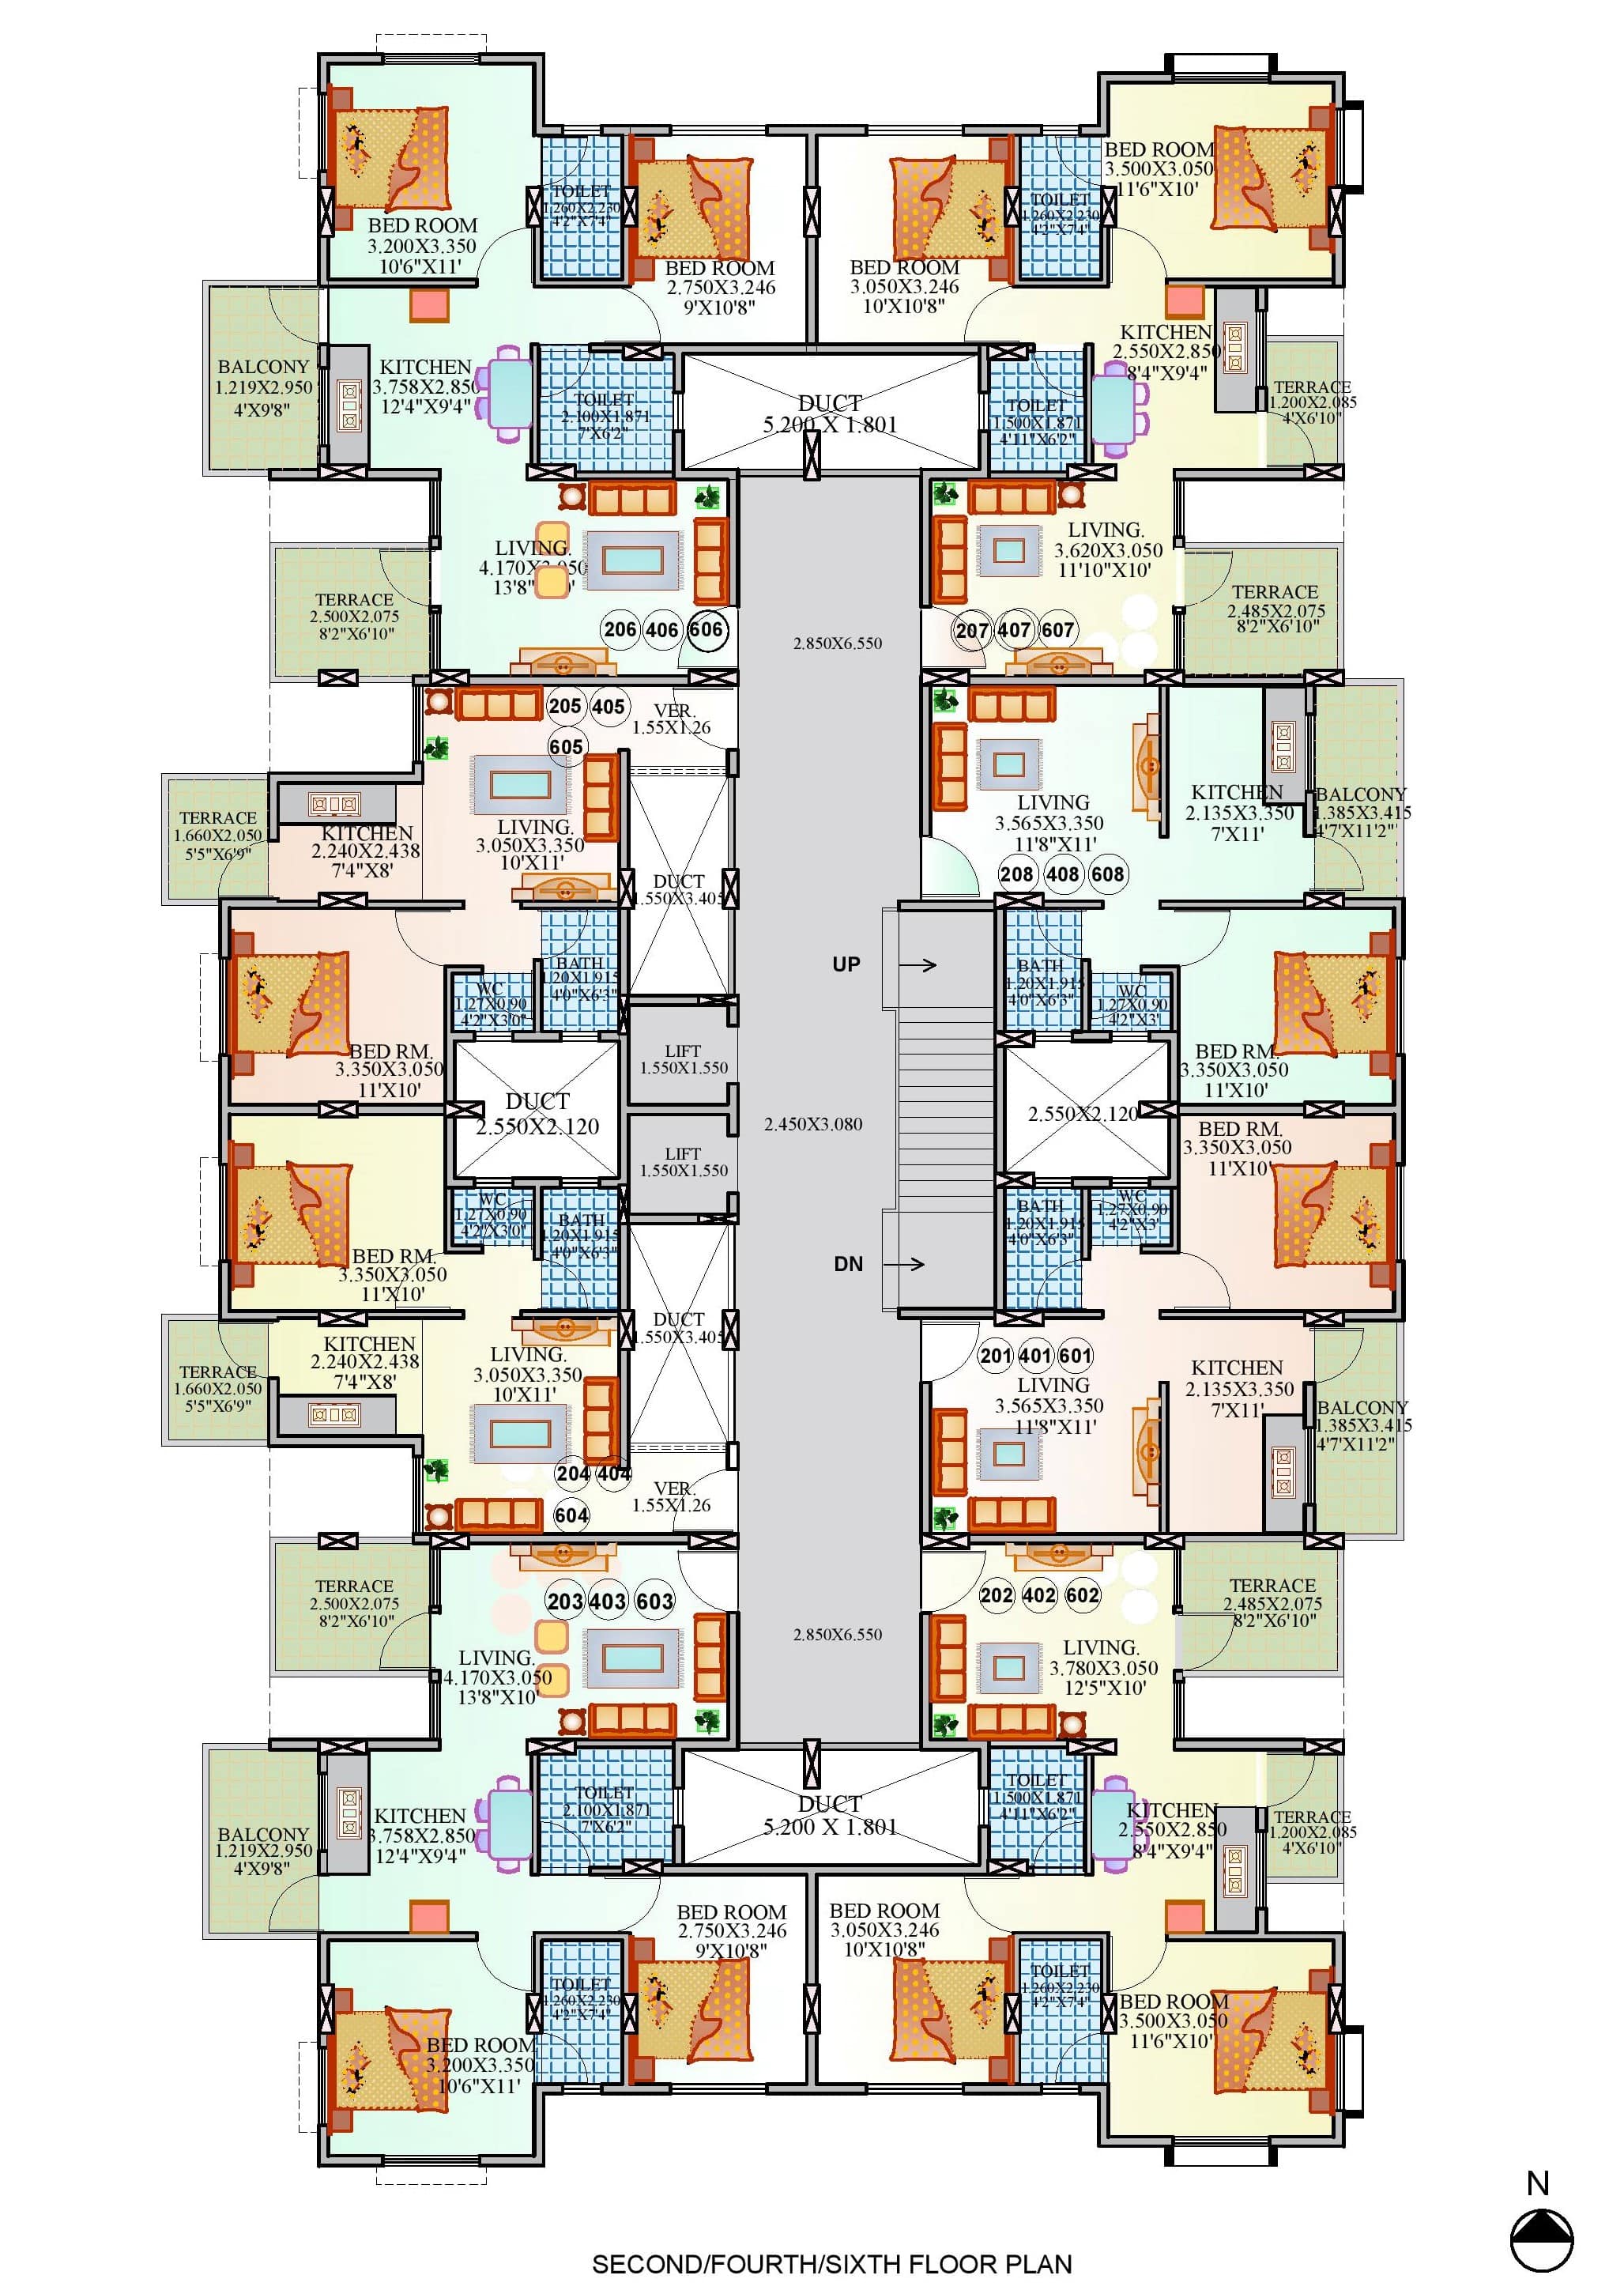 BED ROOM
3.200X3.350
10'6"X11'
TOILET
1.260X2.230
4'2"X7'4"
BED ROOM
2.750X3.246
9'X10'8"
BED ROOM
3.050X3.246
10'X10'8"
TOILET
1.260X2.230
4'2"X7'4"
BED ROOM
3.500X3.050
11'6"X10'
BALCONY
1.219X2.950
4'X9'8"
KITCHEN
3.758X2.850
12'4"X9'4"
TOILET
2.100X1.871
7'X6'2"
DUCT
5.200 X 1.801
TOILET
1.500X1.871
4'11"X6'2"
KITCHEN
2.550X2.850
8'4"X9'4"
TERRACE
1.200X2.085
4'X6'10"
LIVING.
4.170X3.050
13'8"
TERRACE
2.500X2.075
8'2"X6'10"
206 406 606
2.850X6.550
LIVING.
3.620X3.050
11'10"X10'
207 407 607
TERRACE
2.485X2.075
8'2"X6'10"
205 405
605
VER.
1.55X1.26
TERRACE
1.660X2.050
5'5"X6'9"
KITCHEN
2.240X2.438
7'4"X8'
LIVING.
3.050X3.350
10'X11'
DUCT
1.550X3.405
LIVING
3.565X3.350
11'8"X11'
208 408 608
KITCHEN
2.135X3.350
7'X11'
BALCONY
1.385X3.415
4'7"X11'2"
BED RM.
3.350X3.050
11'X10'
WC
1.27X0.90
4'2"X3'0"
BATH
1.20X1.915
4'0"X6'3"
LIFT
1.550X1.550
UP
BATH
1.20X1.915
4'0"X6'3"
WC
1.27X0.90
4'2"X3'
BED RM.
3.350X3.050
11'X10'
DUCT
2.550X2.120
2.450X3.080
2.550X2.120
LIFT
1.550X1.550
BED RM.
3.350X3.050
11'X10'
WC
1.27X0.90
4'2"X3'0"
BATH
1.20X1.915
4'0"X6'3"
DN
BATH
1.20X1.915
4'0"X6'3"
WC
1.27X0.90
4'2"X3'
BED RM.
3.350X3.050
11'X10'
TERRACE
1.660X2.050
5'5"X6'9"
KITCHEN
2.240X2.438
7'4"X8'
LIVING.
3.050X3.350
10'X11'
DUCT
1.550X3.405
204 404
604
VER.
1.55X1.26
201 401 601
LIVING
3.565X3.350
11'8"X11'
KITCHEN
2.135X3.350
7'X11'
BALCONY
1.385X3.415
4'7"X11'2"
TERRACE
2.500X2.075
8'2"X6'10"
203 403 603
LIVING.
4.170X3.050
13'8"X10'
2.850X6.550
202 402 602
LIVING.
3.780X3.050
12'5"X10'
TERRACE
2.485X2.075
8'2"X6'10"
BALCONY
1.219X2.950
4'X9'8"
KITCHEN
3.758X2.850
12'4"X9'4"
TOILET
2.100X1.871
7'X6'2"
DUCT
5.200 X 1.801
TOILET
1.500X1.871
4'11"X6'2"
KITCHEN
2.550X2.850
8'4"X9'4"
TERRACE
1.200X2.085
4'X6'10"
BED ROOM
3.200X3.350
10'6"X11'
TOILET
1.260X2.230
4'2"X7'4"
BED ROOM
2.750X3.246
9'X10'8"
BED ROOM
3.050X3.246
10'X10'8"
TOILET
1.260X2.230
4'2"X7'4"
BED ROOM
3.500X3.050
11'6"X10'
N
SECOND/FOURTH/SIXTH FLOOR PLAN